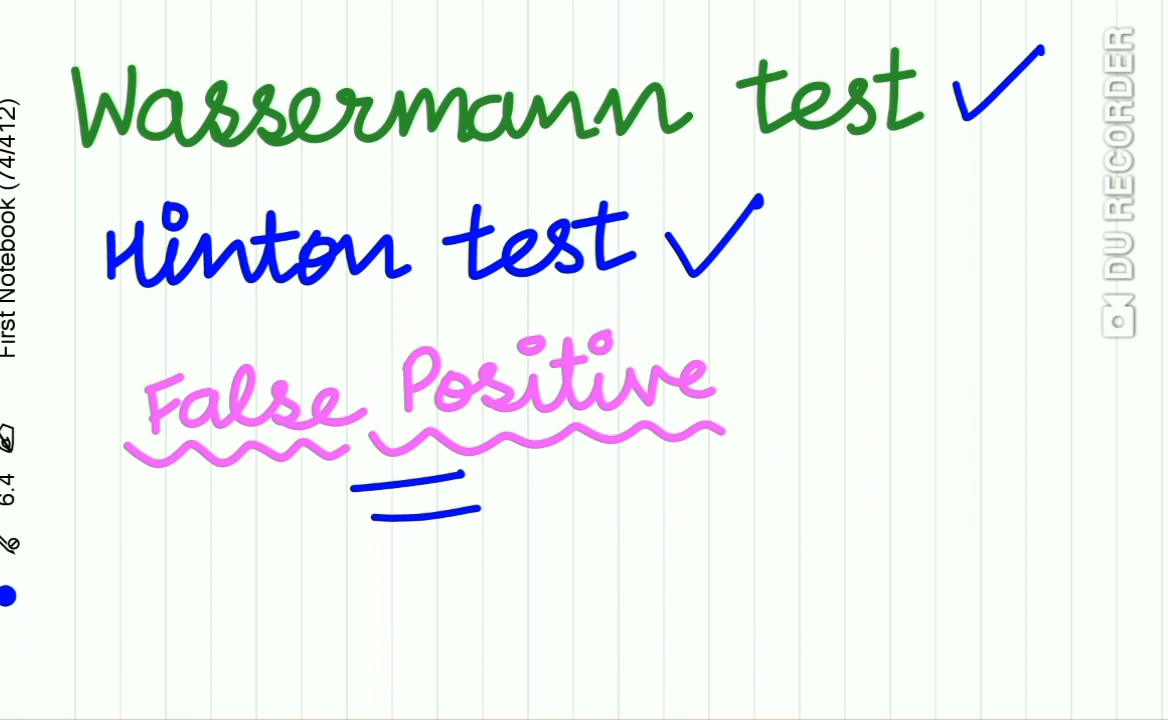 Wassermann test
Hinton test
False Positive
DU RECORDER
First Notebook (74/412)
6.4